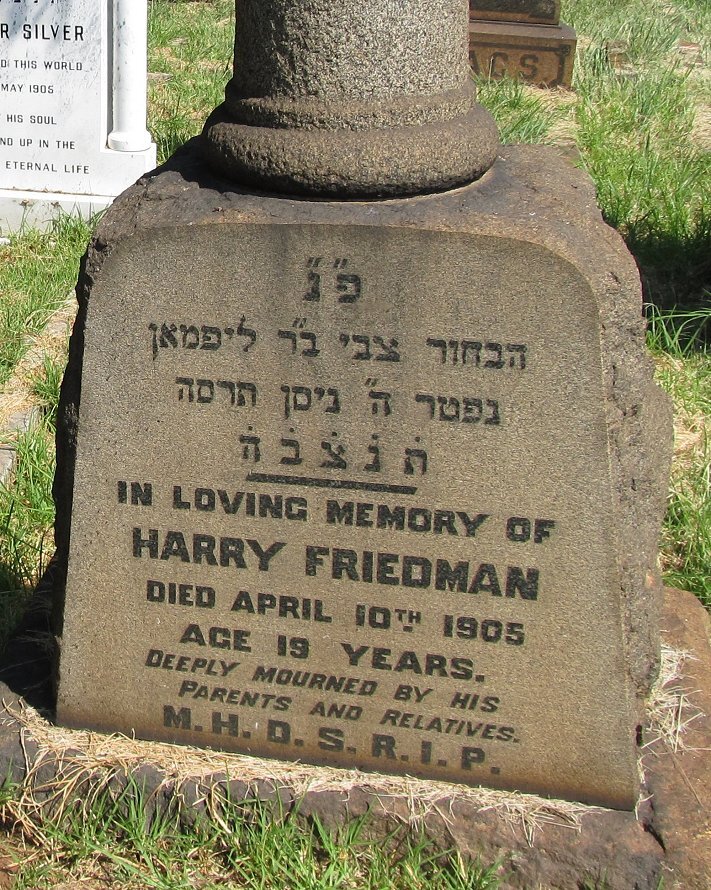 R SILVER
THIS WORLD
MAY 1905
HIS SOUL
UP IN THE
ETERNAL LIFE
פ״נ״
הבחור צבי ב״ר ליפמאן
נפטר ה״ ניסן תרסה
ת̇נ̇צ̇ב̇ה̇
IN LOVING MEMORY OF
HARRY FRIEDMAN
DIED APRIL 10TH 1905
AGE 19 YEARS.
DEEPLY MOURNED BY HIS
PARENTS AND RELATIVES.
M.H.D.S.R.I.P.